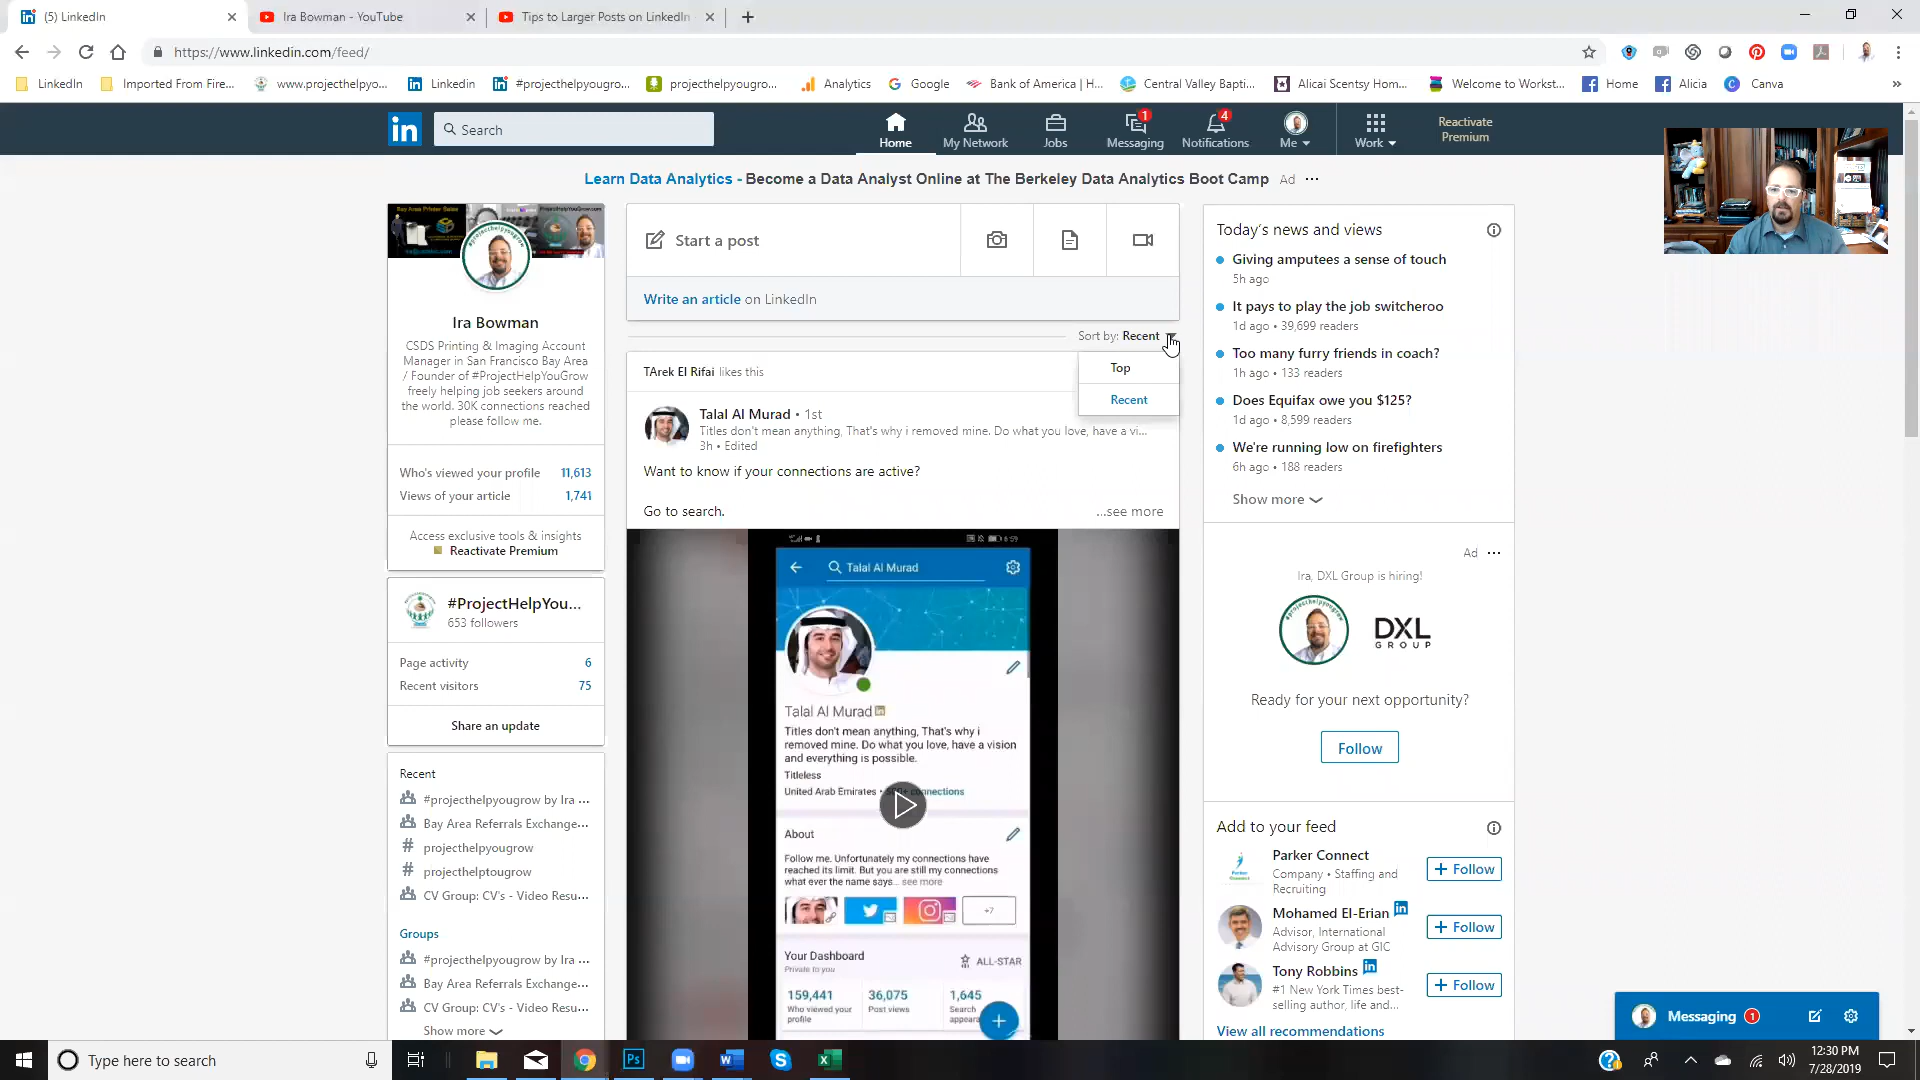 (5) LinkedIn
Ira Bowman - YouTube
Tips to Larger Posts on LinkedIn
https://www.linkedin.com/feed/
LinkedIn
Imported From Fire...
www.projecthelpyo...
Linkedin
#projecthelpyougro...
projecthelpyougro...
Analytics
Google
Bank of America | H...
Central Valley Bapti...
Alicai Scentsy Hom...
Welcome to Workst...
Home
Alicia
Canva
in
Search
Home
My Network
Jobs
1
Messaging
4
Notifications
Me
Work
Reactivate
Premium
Learn Data Analytics - Become a Data Analyst Online at The Berkeley Data Analytics Boot Camp
Ad
Bay Area Printer Sales
Ira Bowman
CSDS Printing & Imaging Account
Manager in San Francisco Bay Area
/ Founder of #ProjectHelpYouGrow
freely helping job seekers around
the world. 30K connections reached
please follow me.
Who's viewed your profile 11,613
Views of your article 1,741
Access exclusive tools & insights
Reactivate Premium
#ProjectHelpYou...
653 followers
Page activity 6
Recent visitors 75
Share an update
Recent
#projecthelpyougrow by Ira ...
Bay Area Referrals Exchange...
# projecthelpyougrow
# projecthelptougrow
CV Group: CV's - Video Resu...
Groups
#projecthelpyougrow by Ira ...
Bay Area Referrals Exchange...
CV Group: CV's - Video Resu...
Show more
Start a post
Write an article on LinkedIn
Sort by: Recent
Top
Recent
TArek El Rifai likes this
Talal Al Murad • 1st
Titles don't mean anything, That's why i removed mine. Do what you love, have a vi...
3h • Edited
Want to know if your connections are active?
Go to search.
...see more
6:59
Talal Al Murad
Talal Al Murad in
Titles don't mean anything, That's why i
removed mine. Do what you love, have a vision
and everything is possible.
Titleless
United Arab Emirates • 500+ connections
About
Follow me. Unfortunately my connections have
reached its limit. But you are still my connections
what ever the name says... see more
+7
Your Dashboard
Private to you
ALL-STAR
159,441
Who viewed your
profile
36,075
Post views
1,645
Search
appeara
Today's news and views
Giving amputees a sense of touch
5h ago
It pays to play the job switcheroo
1d ago • 39,699 readers
Too many furry friends in coach?
1h ago • 133 readers
Does Equifax owe you $125?
1d ago • 8,599 readers
We're running low on firefighters
6h ago • 188 readers
Show more
Ad
Ira, DXL Group is hiring!
DXL
GROUP
Ready for your next opportunity?
Follow
Add to your feed
Parker Connect
Company • Staffing and
Recruiting
+ Follow
Mohamed El-Erian in
Advisor, International
Advisory Group at GIC
+ Follow
Tony Robbins in
#1 New York Times best-
selling author, life and...
+ Follow
View all recommendations
Messaging 1
Type here to search
Ps
12:30 PM
7/28/2019